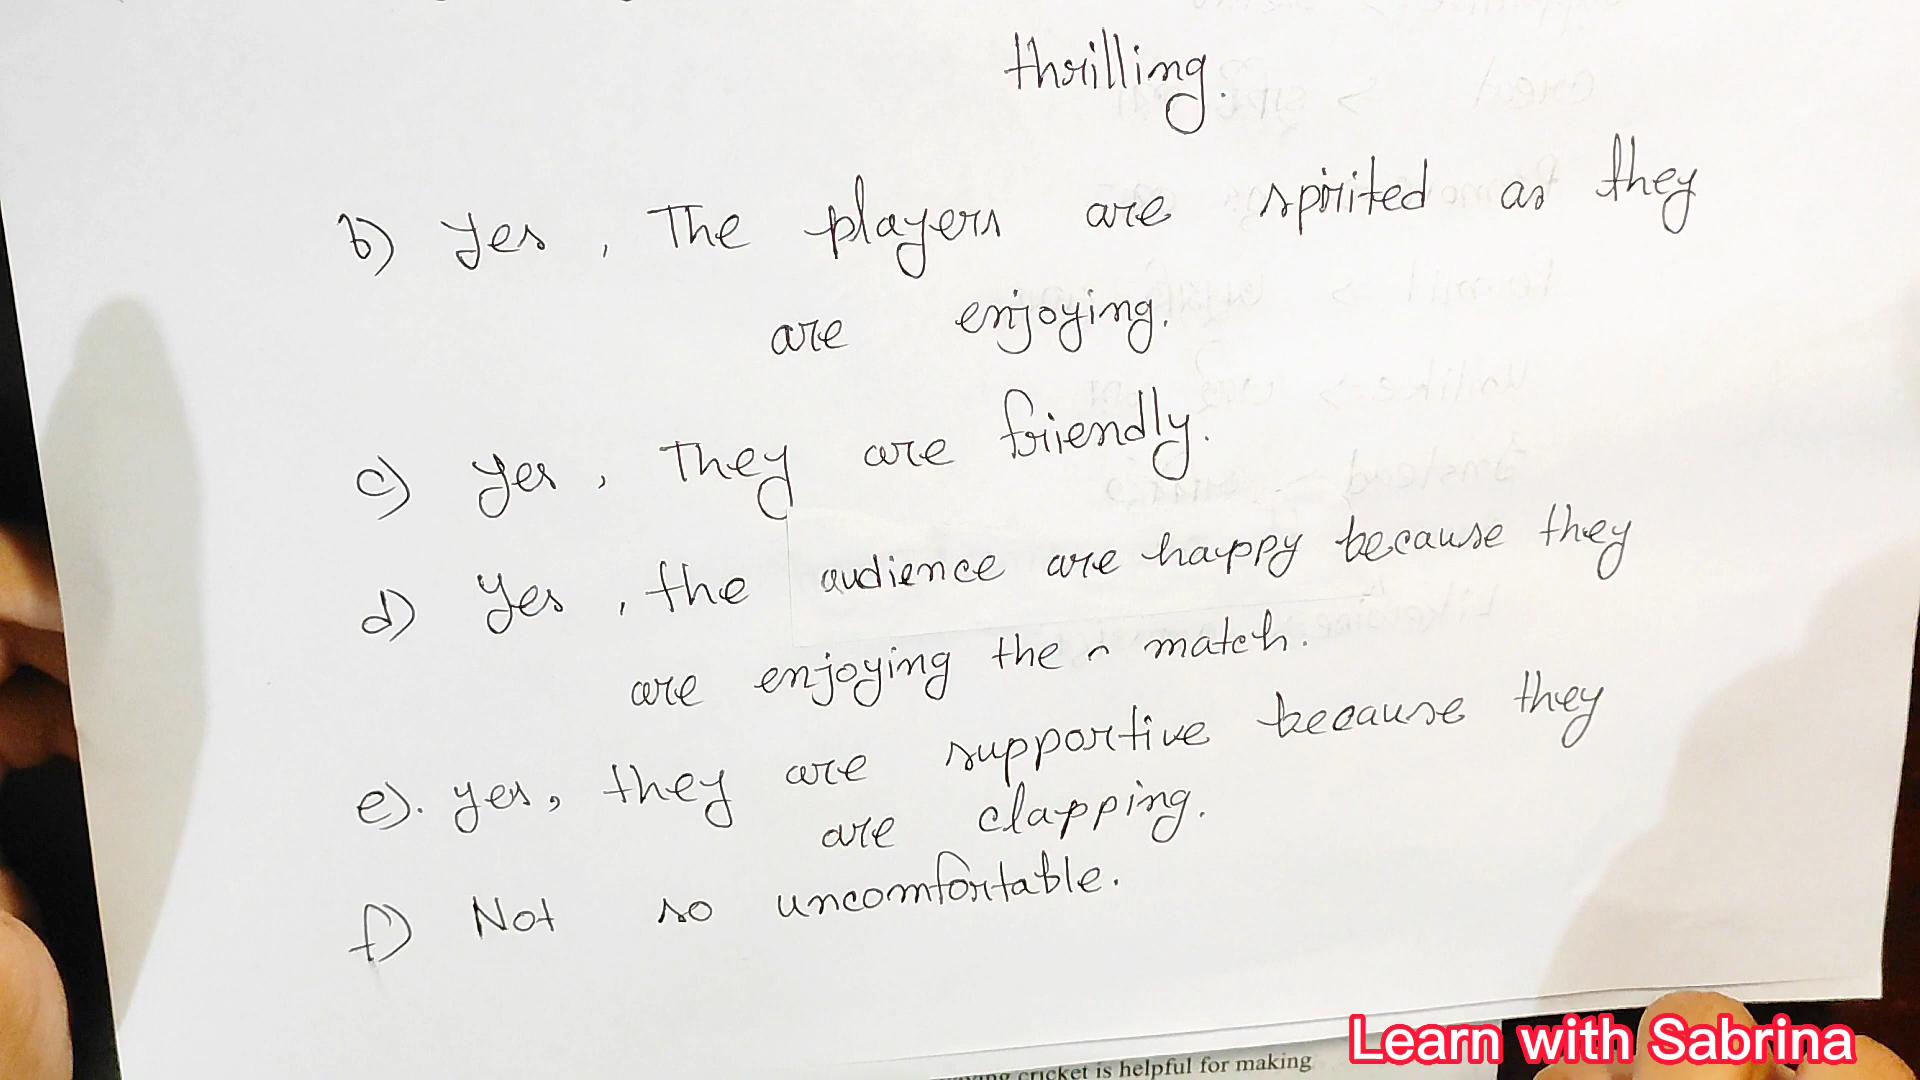 thrilling.
b) Yes, The players are spirited as they
are enjoying.
c) Yes, They are friendly.
d) Yes, the audience are happy because they
are enjoying the match.
e). yes, they are supportive because they
are clapping.
f) Not so uncomfortable.
cricket is helpful for making
Learn with Sabrina